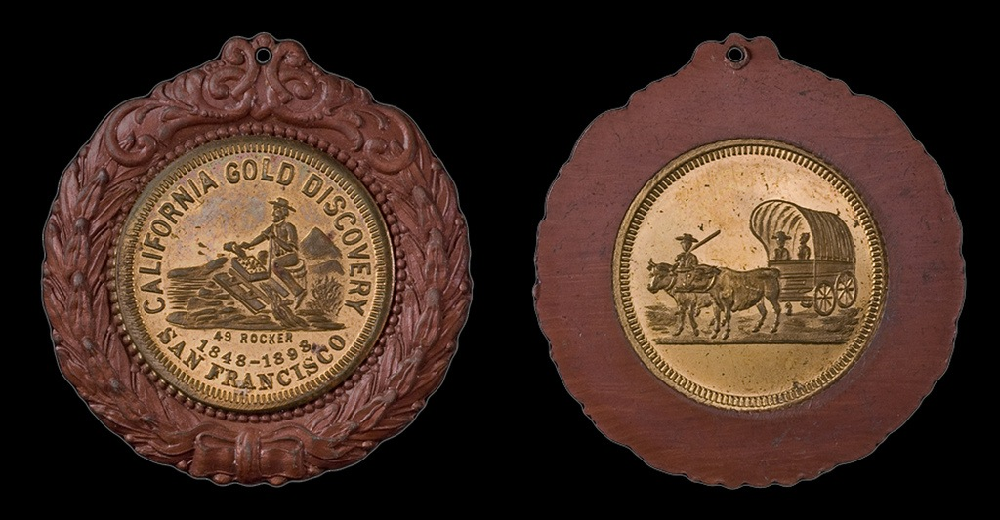 CALIFORNIA GOLD DISCOVERY
49 ROCKER
1848-1898
SAN FRANCISCO